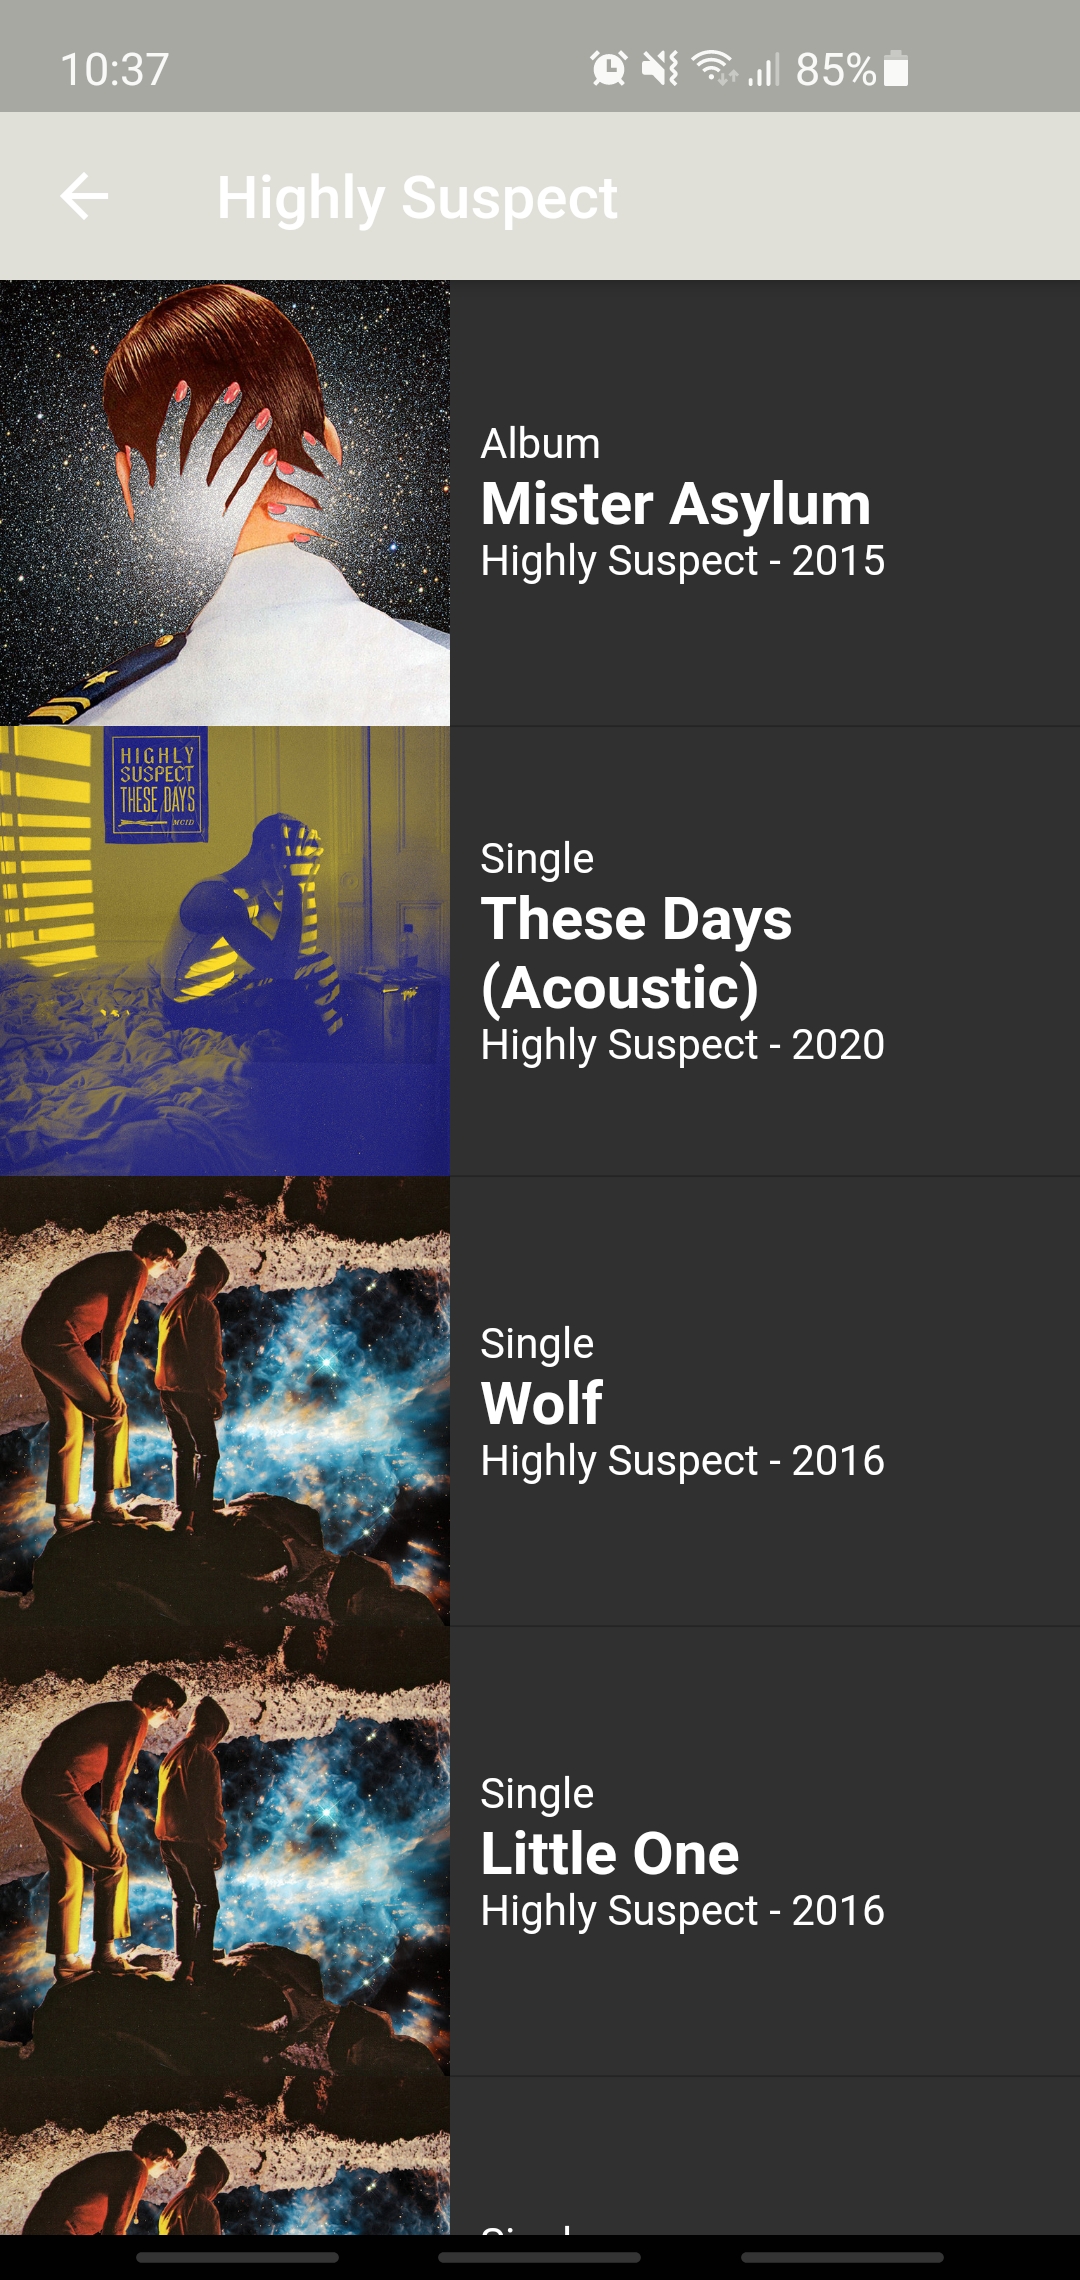 10:37
85%
Highly Suspect
Album
Mister Asylum
Highly Suspect - 2015
HIGHLY
SUSPECT
THESE DAYS
MCID
Single
These Days
(Acoustic)
Highly Suspect - 2020
Single
Wolf
Highly Suspect - 2016
Single
Little One
Highly Suspect - 2016